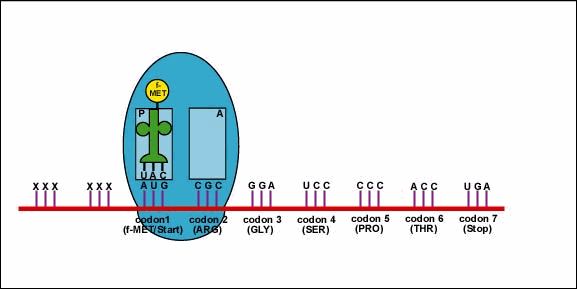 f-
MET
P A
U A C
X X X X X X A U G C G C G G A U C C C C C A C C U G A
codon1 codon 2 codon 3 codon 4 codon 5 codon 6 codon 7
(f-MET/Start) (ARG) (GLY) (SER) (PRO) (THR) (Stop)